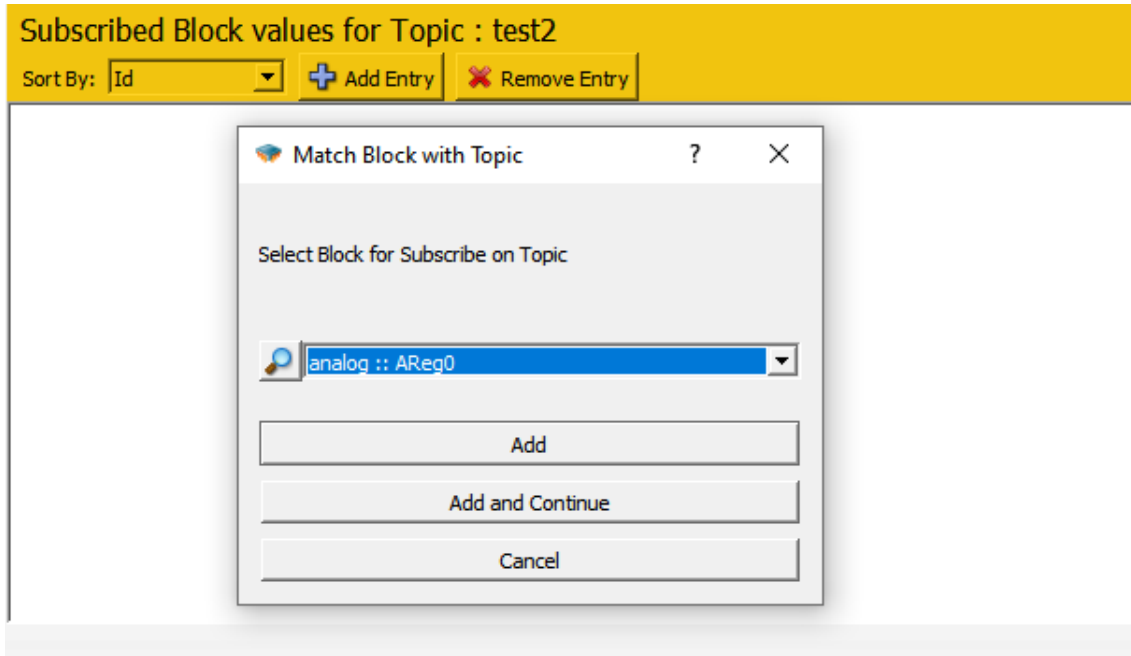 Subscribed Block values for Topic : test2
Sort By: Id Add Entry Remove Entry
Match Block with Topic ?
Select Block for Subscribe on Topic
analog :: AReg0
Add
Add and Continue
Cancel